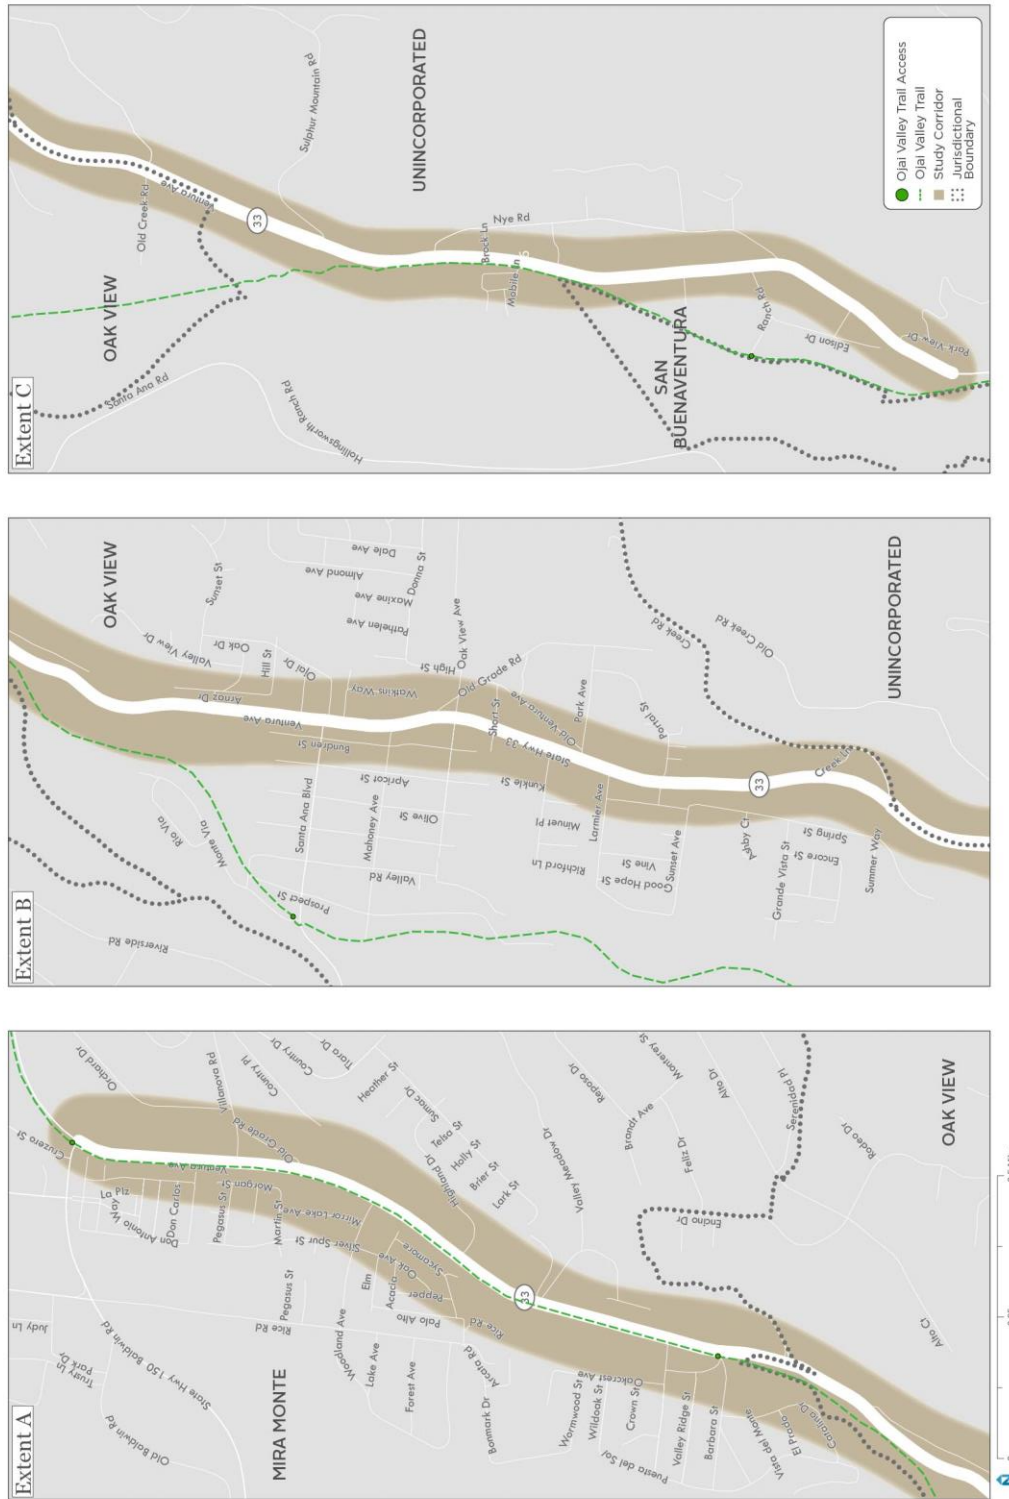 Extent A
Cruzero St
Orchard Dr
La Plz
Way
Don Antonio
Don Carlos
Ventura Ave
Villanova Rd
Old Grade Rd
Country Pl
Country Dr
Tiara Dr
Pegasus St
Morgan St
Martin St
Mirror Lake Ave
Silver Spur St
Heather St
Sumac Dr
Telsa St
Holly St
Brier St
Lark St
Highland Dr
Judy Ln
Park Dr
Trusty Ln
Old Baldwin Rd
State Hwy 150 Baldwin Rd
MIRA MONTE
Rice Rd
Pegasus St
Woodland Ave
Lake Ave
Forest Ave
Elm
Acacia
Oak Ave
Sycamore
Pepper
Palo Alto
Rice Rd
Arcata Rd
Bonmark Dr
33
Valley Meadow Dr
Reposo Dr
Brandt Ave
Monterey St
Feliz Dr
Alto Dr
Serenidad Pl
Encino Dr
Rodeo Dr
Alto Ct
OAK VIEW
Wormwood St
Wildoak St
Crown St
Oakcrest Ave
Puesta del Sol
Valley Ridge St
Barbara St
Vista del Monte
El Prado
Catalina Dr
Extent B
OAK VIEW
Sunset St
Valley View Dr
Oak Dr
Hill St
Ojai Dr
Arnaz Dr
Ventura Ave
Bundren St
Watkins Way
Rio Via
Monte Via
Riverside Rd
Prospect St
Santa Ana Blvd
Mahoney Ave
Apricot St
Olive St
Valley Rd
Dale Ave
Almond Ave
Maxine Ave
Pathelen Ave
Donna St
High St
Oak View Ave
Old Grade Rd
Short St
Old Ventura Ave
State Hwy 33
Park Ave
Kunkle St
Minuet Pl
Larmier Ave
Richford Ln
Vine St
Good Hope St
Sunset Ave
Portal St
Creek Rd
Old Creek Rd
33
Creek Ln
Ashby Ct
Spring St
Grande Vista St
Encore St
Summer Way
UNINCORPORATED
Extent C
OAK VIEW
Old Creek Rd
Ventura Ave
33
Sulphur Mountain Rd
UNINCORPORATED
Santa Ana Rd
Hollingsworth Ranch Rd
Brock Ln
Mobile Ln
Nye Rd
SAN
BUENAVENTURA
Ranch Rd
Edison Dr
Park View Dr
Ojai Valley Trail Access
Ojai Valley Trail
Study Corridor
Jurisdictional
Boundary